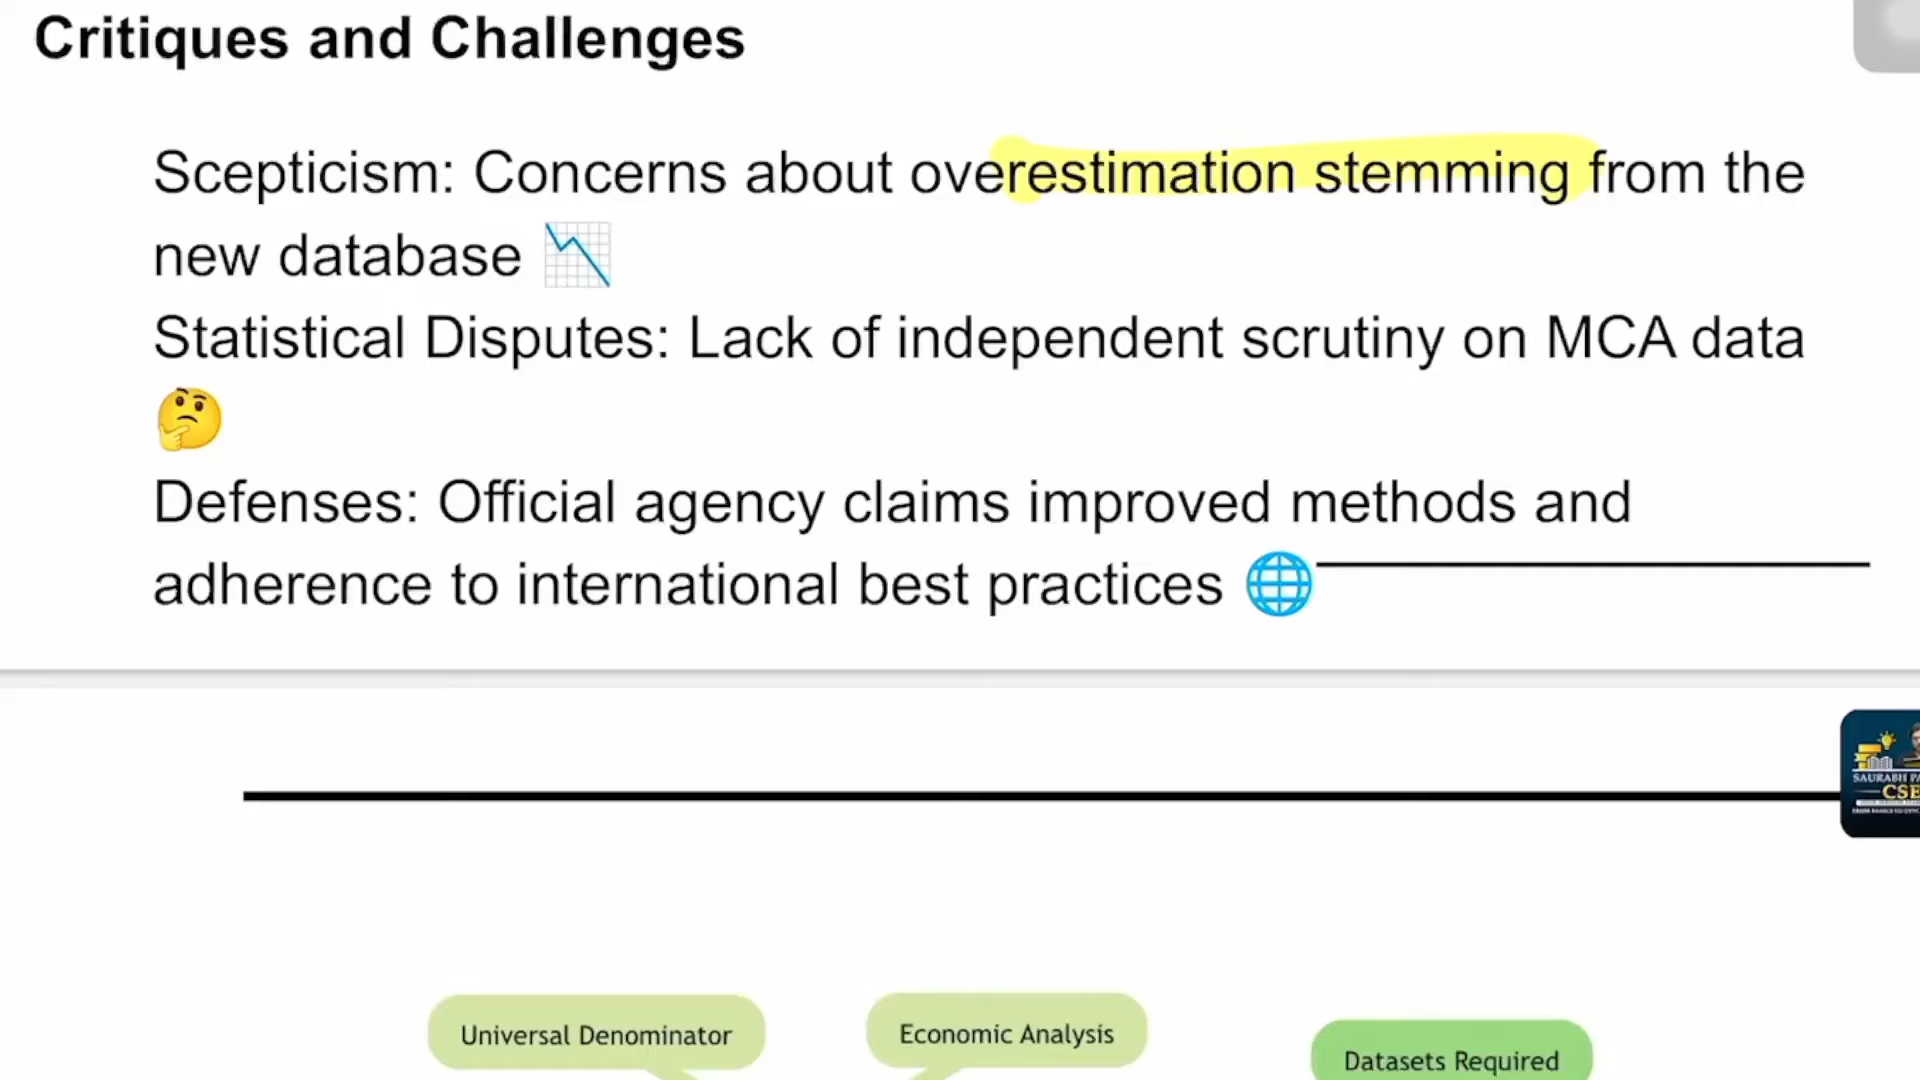 Critiques and Challenges
Scepticism: Concerns about overestimation stemming from the
new database 📉
Statistical Disputes: Lack of independent scrutiny on MCA data
🤔
Defenses: Official agency claims improved methods and
adherence to international best practices 🌐
SAURABH
CSE
Universal Denominator
Economic Analysis
Datasets Required